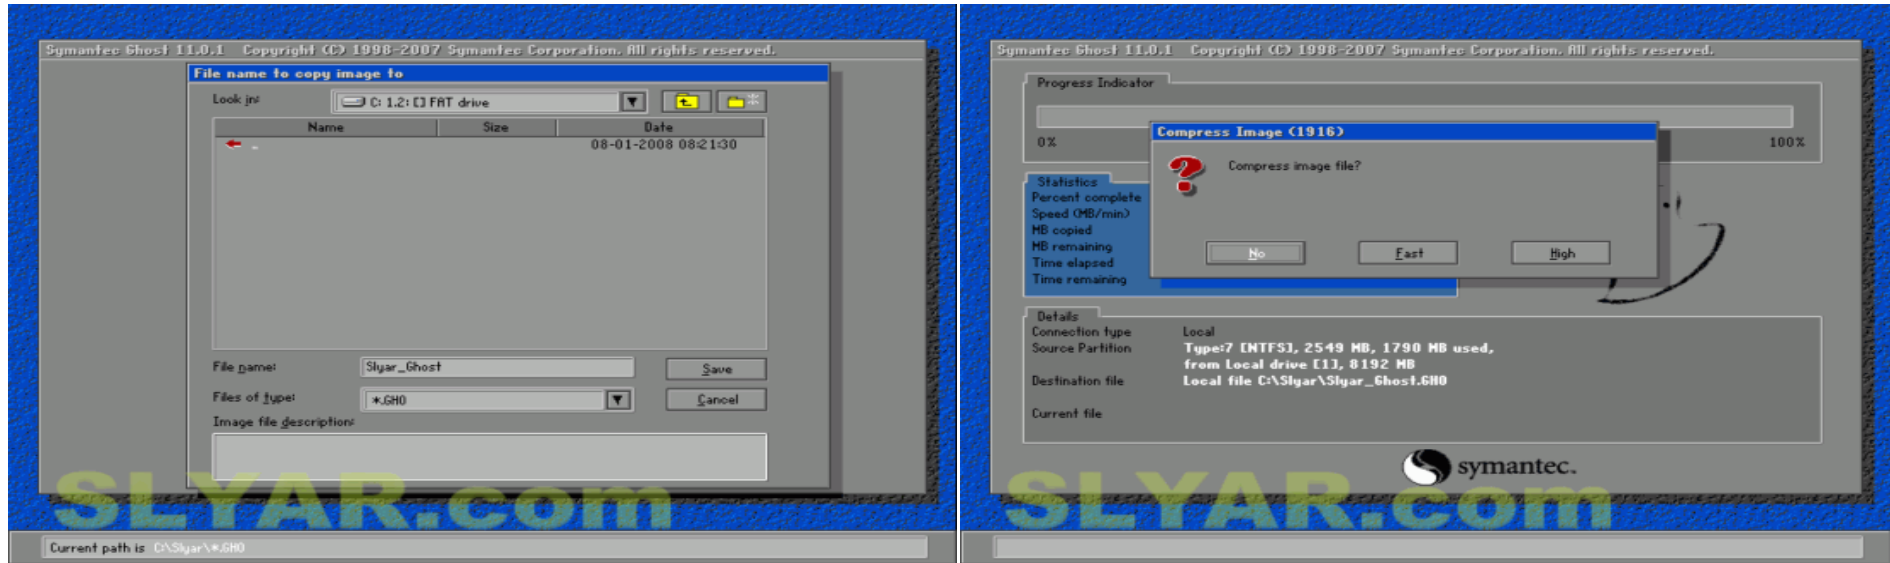 Symantec Ghost 11.0.1 Copyright (C) 1998-2007 Symantec Corporation. All rights reserved.
File name to copy image to
Look in:
C: 1.2: [] FAT drive
Name Size Date
08-01-2008 08:21:30
File name:
Slyar_Ghost
Save
Files of type:
*.GHO
Cancel
Image file description:
SLYAR.com
Current path is C:\Slyar\*.GHO
Symantec Ghost 11.0.1 Copyright (C) 1998-2007 Symantec Corporation. All rights reserved.
Progress Indicator
0% 100%
Compress Image (1916)
Compress image file?
No Fast High
Statistics
Percent complete
Speed (MB/min)
MB copied
MB remaining
Time elapsed
Time remaining
Details
Connection type Local
Source Partition Type:7 [NTFS], 2549 MB, 1790 MB used,
from Local drive [1], 8192 MB
Destination file Local file C:\Slyar\Slyar_Ghost.GHO
Current file
symantec.
SLYAR.com